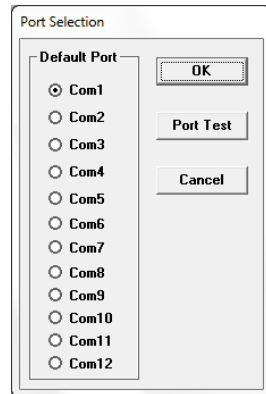 Port Selection
Default Port
Com1
Com2
Com3
Com4
Com5
Com6
Com7
Com8
Com9
Com10
Com11
Com12
OK
Port Test
Cancel